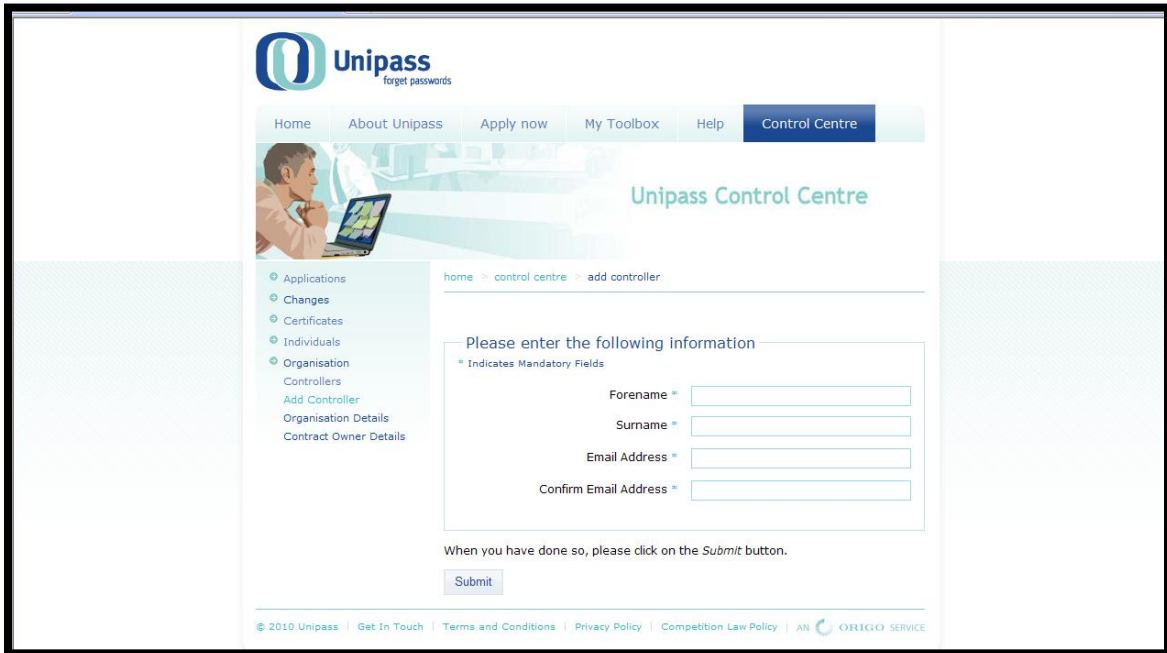 Unipass
forget passwords
Home About Unipass Apply now My Toolbox Help Control Centre
Unipass Control Centre
Applications
Changes
Certificates
Individuals
Organisation
Controllers
Add Controller
Organisation Details
Contract Owner Details
home > control centre > add controller
Please enter the following information
* Indicates Mandatory Fields
Forename *
Surname *
Email Address *
Confirm Email Address *
When you have done so, please click on the Submit button.
Submit
© 2010 Unipass | Get In Touch | Terms and Conditions | Privacy Policy | Competition Law Policy | AN ORIGO SERVICE